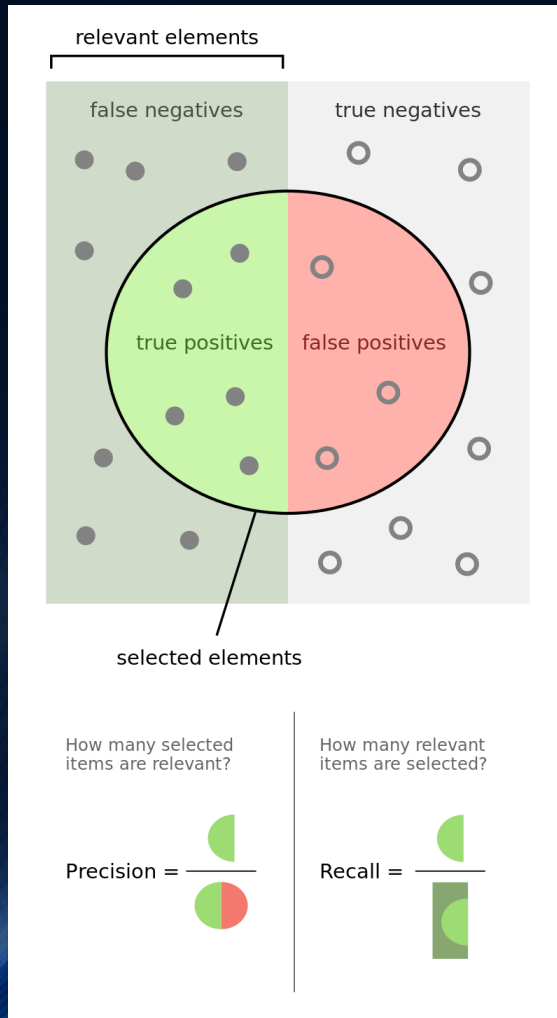 relevant elements
false negatives
true negatives
true positives
false positives
selected elements
How many selected
items are relevant?
How many relevant
items are selected?
Precision =
Recall =